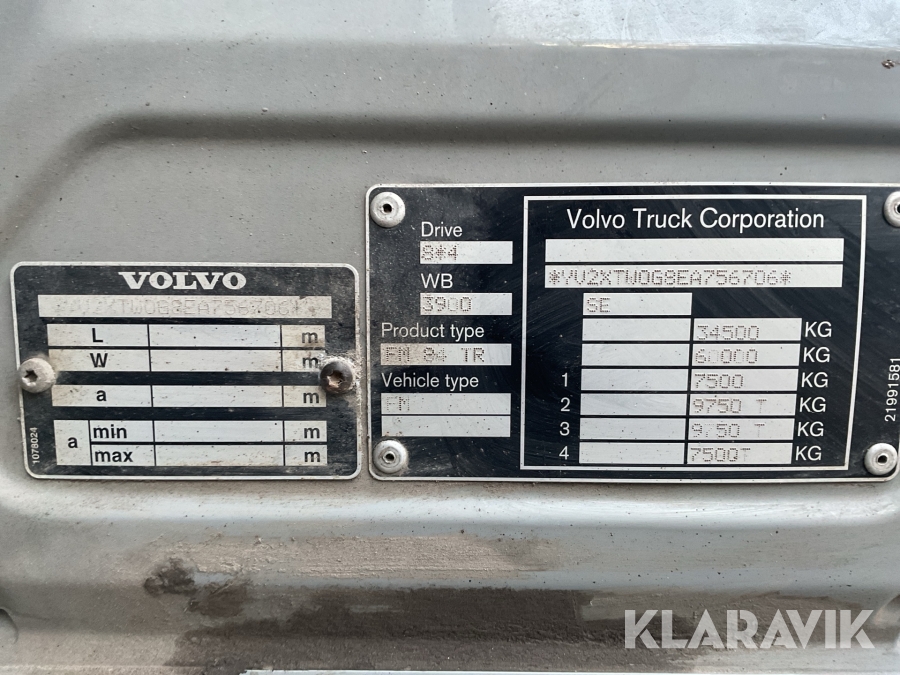 VOLVO
L m
W m
a m
a min m
max m
1078024
Drive
8*4
WB
3900
Product type
FM 84 TR
Vehicle type
FM
Volvo Truck Corporation
*YV2XTW0G8EA756706*
SE
34500 KG
KG
1 7500 KG
2 9750 T KG
3 9750 T KG
4 7500T KG
21991581
KLARAVIK